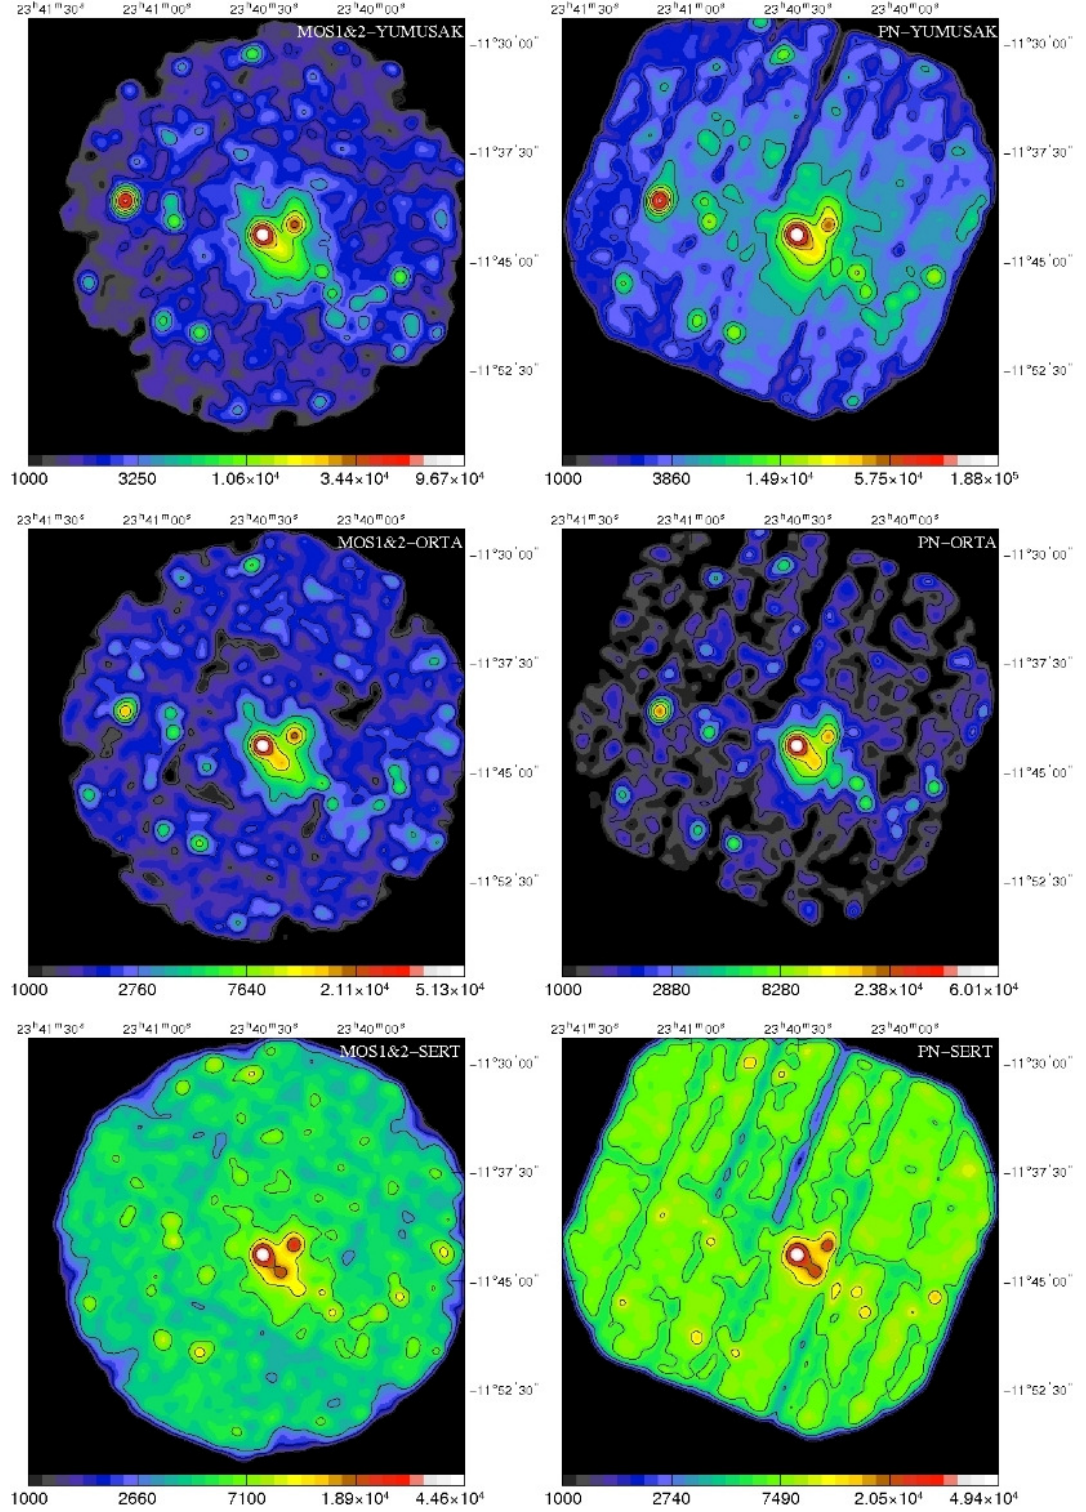 23ʰ41ᵐ30ˢ 23ʰ41ᵐ00ˢ 23ʰ40ᵐ30ˢ 23ʰ40ᵐ00ˢ
MOS1&2-YUMUSAK
23ʰ41ᵐ30ˢ 23ʰ41ᵐ00ˢ 23ʰ40ᵐ30ˢ 23ʰ40ᵐ00ˢ
PN-YUMUSAK
-11°30'00"
-11°37'30"
-11°45'00"
-11°52'30"
-11°30'00"
-11°37'30"
-11°45'00"
-11°52'30"
1000 3250 1.06×10⁴ 3.44×10⁴ 9.67×10⁴
1000 3860 1.49×10⁴ 5.75×10⁴ 1.88×10⁵
23ʰ41ᵐ30ˢ 23ʰ41ᵐ00ˢ 23ʰ40ᵐ30ˢ 23ʰ40ᵐ00ˢ
MOS1&2-ORTA
23ʰ41ᵐ30ˢ 23ʰ41ᵐ00ˢ 23ʰ40ᵐ30ˢ 23ʰ40ᵐ00ˢ
PN-ORTA
-11°30'00"
-11°37'30"
-11°45'00"
-11°52'30"
-11°30'00"
-11°37'30"
-11°45'00"
-11°52'30"
1000 2760 7640 2.11×10⁴ 5.13×10⁴
1000 2880 8280 2.38×10⁴ 6.01×10⁴
23ʰ41ᵐ30ˢ 23ʰ41ᵐ00ˢ 23ʰ40ᵐ30ˢ 23ʰ40ᵐ00ˢ
MOS1&2-SERT
23ʰ41ᵐ30ˢ 23ʰ41ᵐ00ˢ 23ʰ40ᵐ30ˢ 23ʰ40ᵐ00ˢ
PN-SERT
-11°30'00"
-11°37'30"
-11°45'00"
-11°52'30"
-11°30'00"
-11°37'30"
-11°45'00"
-11°52'30"
1000 2660 7100 1.89×10⁴ 4.46×10⁴
1000 2740 7490 2.05×10⁴ 4.94×10⁴